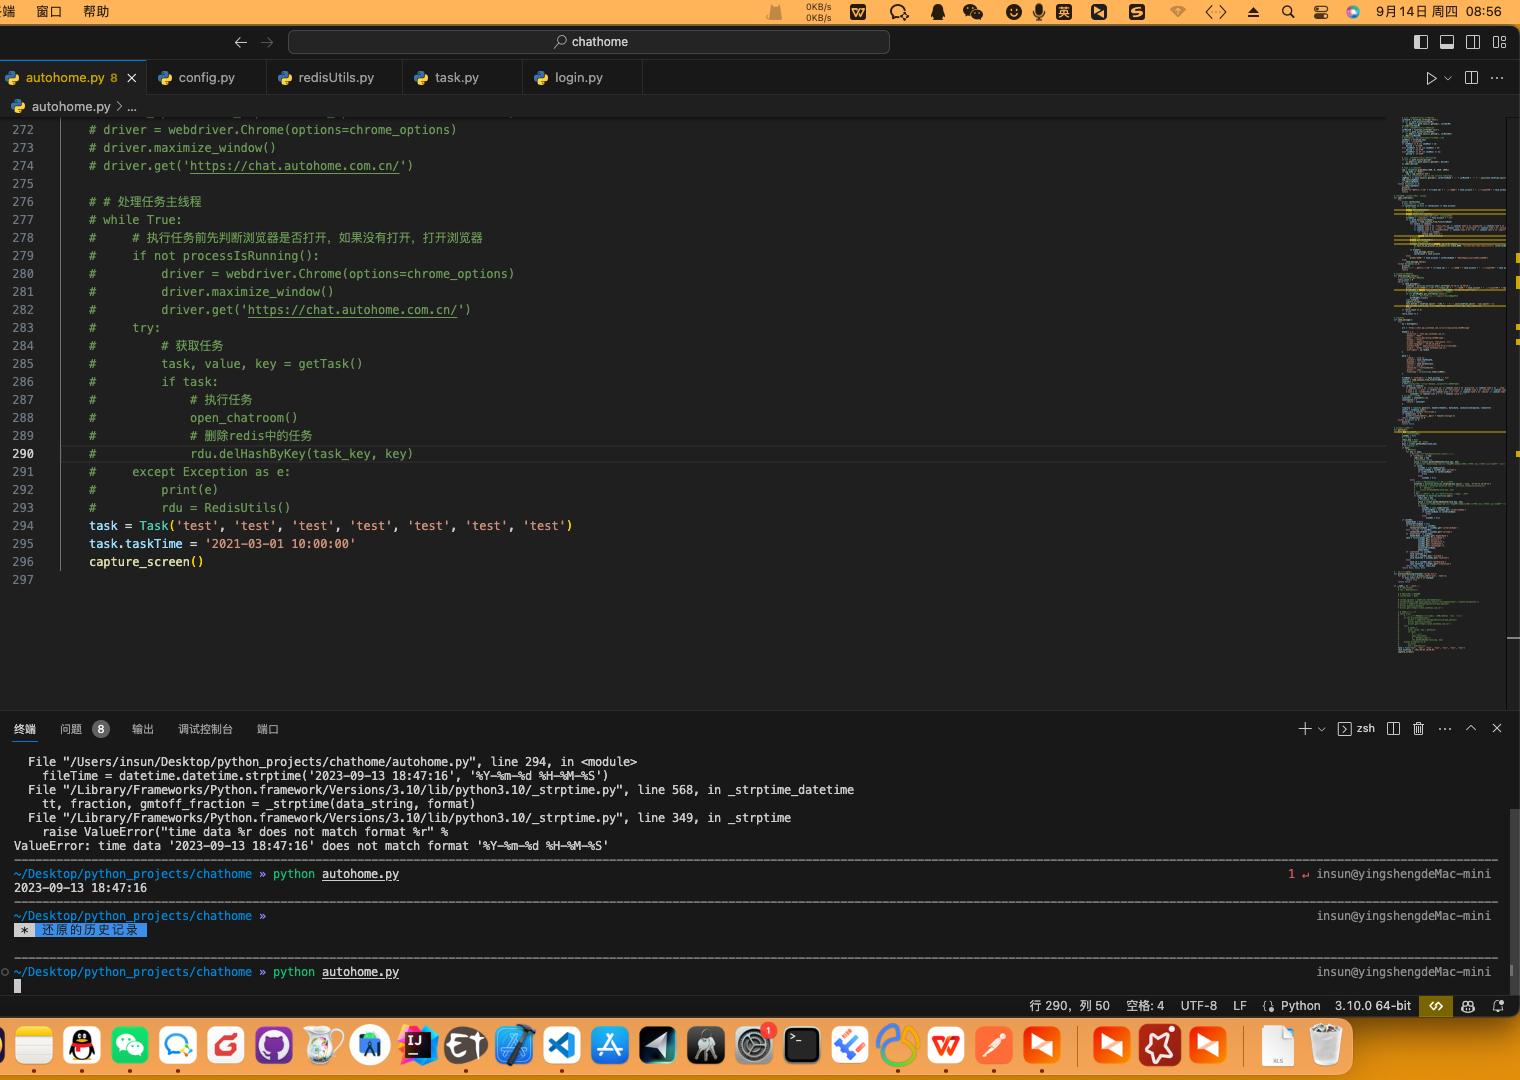 终端 窗口 帮助
0KB/s
0KB/s
英
9月14日 周四 08:56
chathome
autohome.py 8
config.py
redisUtils.py
task.py
login.py
autohome.py > ...
272 # driver = webdriver.Chrome(options=chrome_options)
273 # driver.maximize_window()
274 # driver.get('https://chat.autohome.com.cn/')
275
276 # # 处理任务主线程
277 # while True:
278 #     # 执行任务前先判断浏览器是否打开，如果没有打开，打开浏览器
279 #     if not processIsRunning():
280 #         driver = webdriver.Chrome(options=chrome_options)
281 #         driver.maximize_window()
282 #         driver.get('https://chat.autohome.com.cn/')
283 #     try:
284 #         # 获取任务
285 #         task, value, key = getTask()
286 #         if task:
287 #             # 执行任务
288 #             open_chatroom()
289 #             # 删除redis中的任务
290 #             rdu.delHashByKey(task_key, key)
291 #     except Exception as e:
292 #         print(e)
293 #         rdu = RedisUtils()
294 task = Task('test', 'test', 'test', 'test', 'test', 'test', 'test')
295 task.taskTime = '2021-03-01 10:00:00'
296 capture_screen()
297
终端 问题 8 输出 调试控制台 端口
zsh
File "/Users/insun/Desktop/python_projects/chathome/autohome.py", line 294, in <module>
fileTime = datetime.datetime.strptime('2023-09-13 18:47:16', '%Y-%m-%d %H-%M-%S')
File "/Library/Frameworks/Python.framework/Versions/3.10/lib/python3.10/_strptime.py", line 568, in _strptime_datetime
tt, fraction, gmtoff_fraction = _strptime(data_string, format)
File "/Library/Frameworks/Python.framework/Versions/3.10/lib/python3.10/_strptime.py", line 349, in _strptime
raise ValueError("time data %r does not match format %r" %
ValueError: time data '2023-09-13 18:47:16' does not match format '%Y-%m-%d %H-%M-%S'
~/Desktop/python_projects/chathome » python autohome.py 1 ↵ insun@yingshengdeMac-mini
2023-09-13 18:47:16
~/Desktop/python_projects/chathome » insun@yingshengdeMac-mini
* 还原的历史记录
~/Desktop/python_projects/chathome » python autohome.py insun@yingshengdeMac-mini
行 290，列 50 空格: 4 UTF-8 LF Python 3.10.0 64-bit
1
XLS